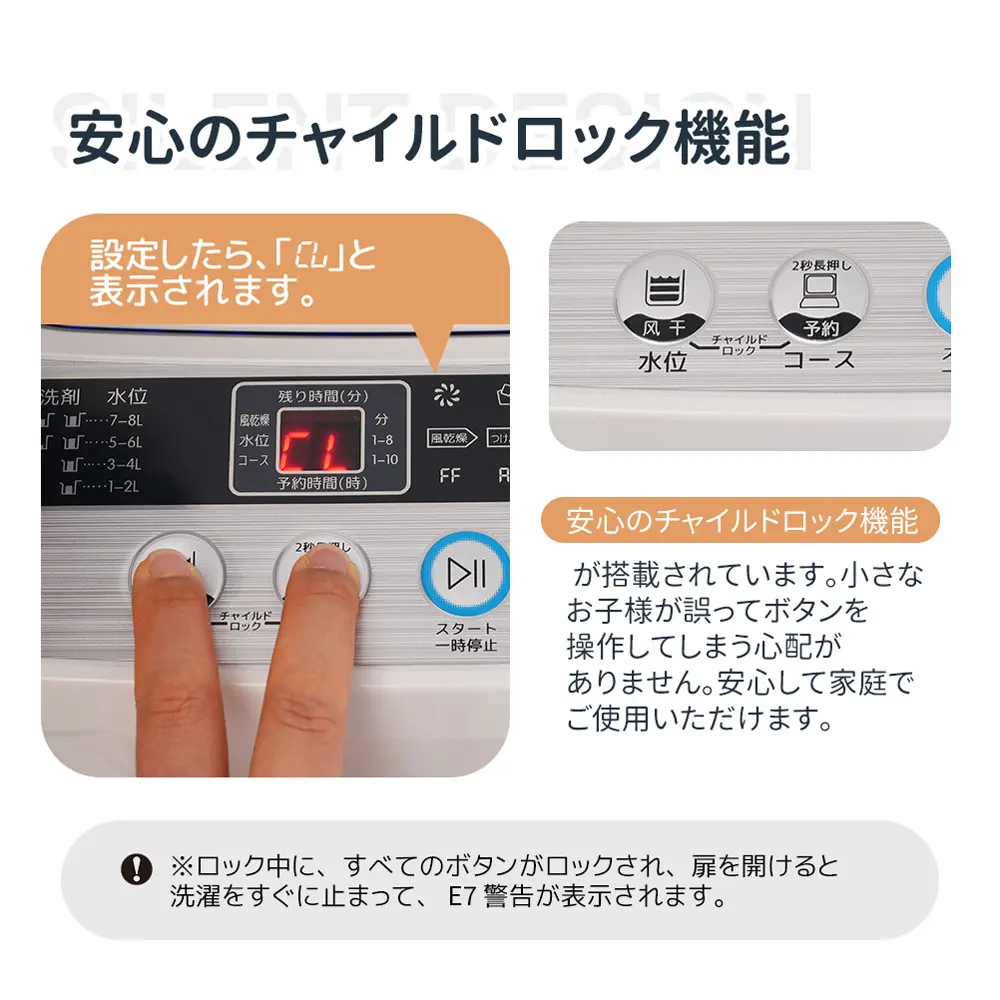 SILENT DESIGN
安心のチャイルドロック機能
設定したら、「CL」と
表示されます。
洗剤 水位
7-8L
5-6L
3-4L
1-2L
残り時間(分)
風乾燥 分
水位 1-8
コース 1-10
CL
予約時間(時)
風乾燥
つけ
FF
2秒長押し
チャイルド
ロック
スタート
一時停止
2秒長押し
风干 予約
チャイルド
ロック
水位 コース
安心のチャイルドロック機能
が搭載されています。小さな
お子様が誤ってボタンを
操作してしまう心配が
ありません。安心して家庭で
ご使用いただけます。
※ロック中に、すべてのボタンがロックされ、扉を開けると
洗濯をすぐに止まって、E7 警告が表示されます。